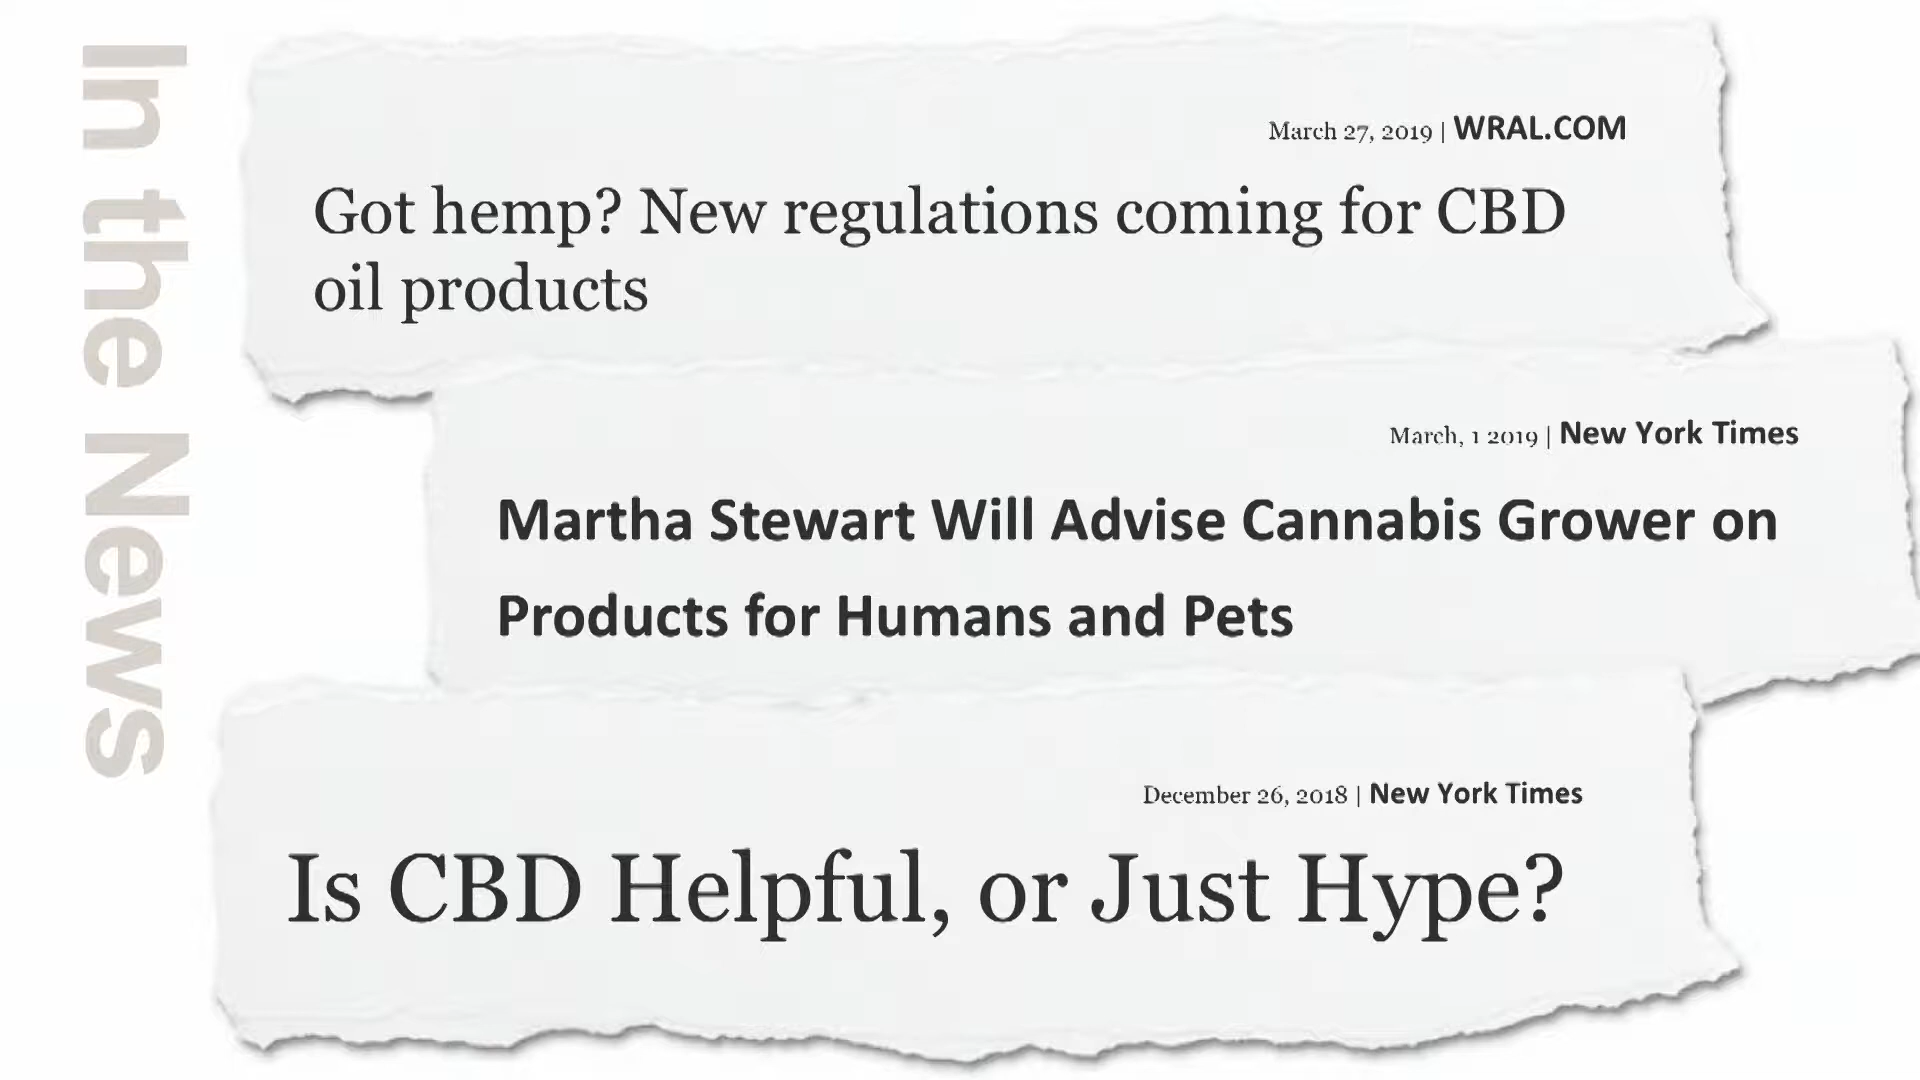 In the News
March 27, 2019 | WRAL.COM
Got hemp? New regulations coming for CBD
oil products
March, 1 2019 | New York Times
Martha Stewart Will Advise Cannabis Grower on
Products for Humans and Pets
December 26, 2018 | New York Times
Is CBD Helpful, or Just Hype?